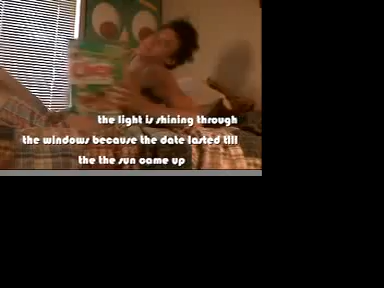 the light is shining through
the windows because the date lasted till
the the sun came up